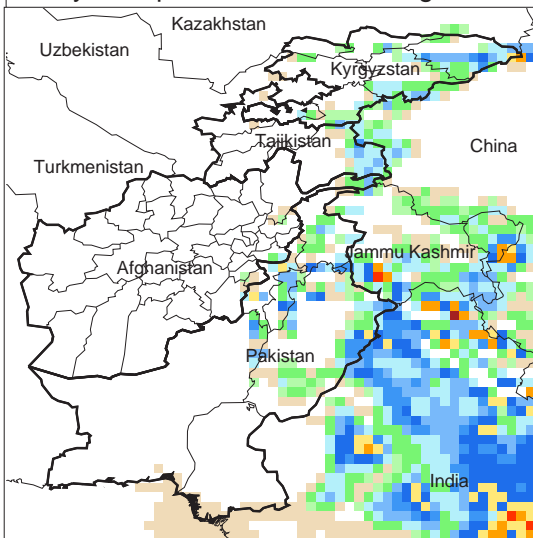 Kazakhstan
Uzbekistan
Kyrgyzstan
Tajikistan
China
Turkmenistan
Jammu Kashmir
Afghanistan
Pakistan
India